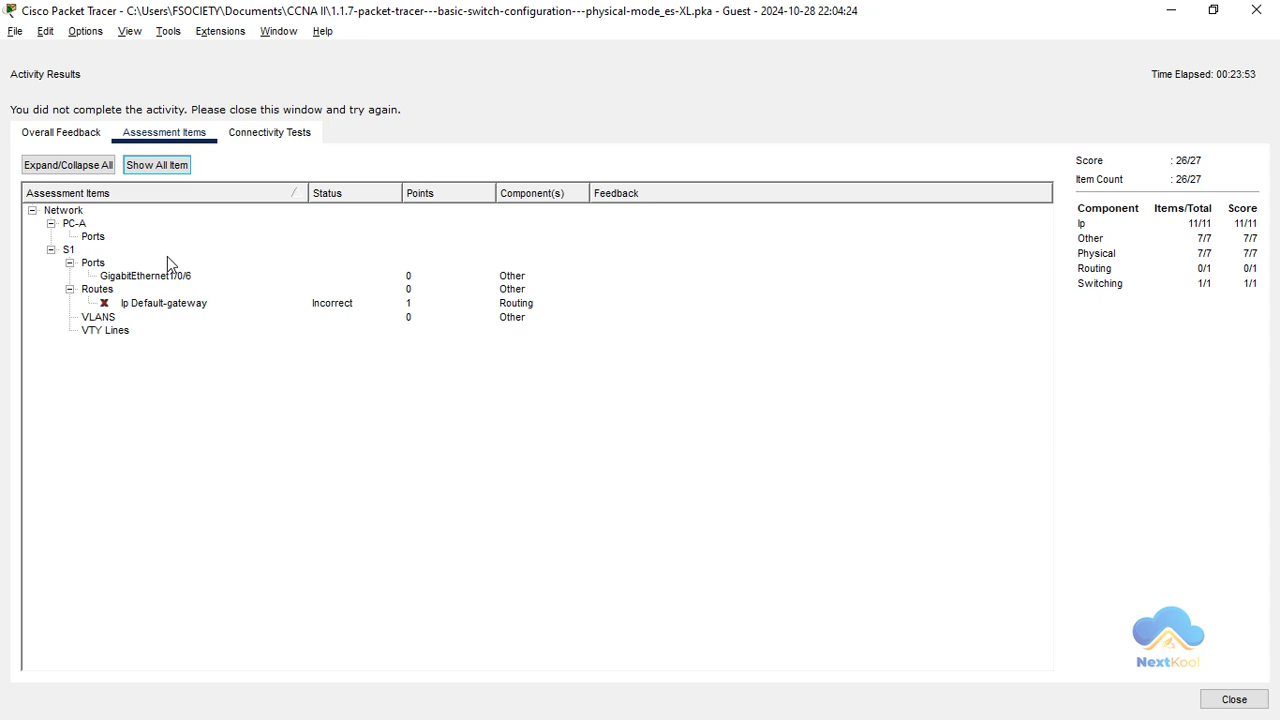 Cisco Packet Tracer - C:\Users\FSOCIETY\Documents\CCNA II\1.1.7-packet-tracer---basic-switch-configuration---physical-mode_es-XL.pka - Guest - 2024-10-28 22:04:24
File Edit Options View Tools Extensions Window Help
Activity Results Time Elapsed: 00:23:53
You did not complete the activity. Please close this window and try again.
Overall Feedback Assessment Items Connectivity Tests
Expand/Collapse All Show All Item
Score : 26/27
Item Count : 26/27
Assessment Items Status Points Component(s) Feedback
Component Items/Total Score
Ip 11/11 11/11
Other 7/7 7/7
Physical 7/7 7/7
Routing 0/1 0/1
Switching 1/1 1/1
Network
PC-A
Ports
S1
Ports
GigabitEthernet1/0/6 0 Other
Routes 0 Other
Ip Default-gateway Incorrect 1 Routing
VLANS 0 Other
VTY Lines
NextKool
Close